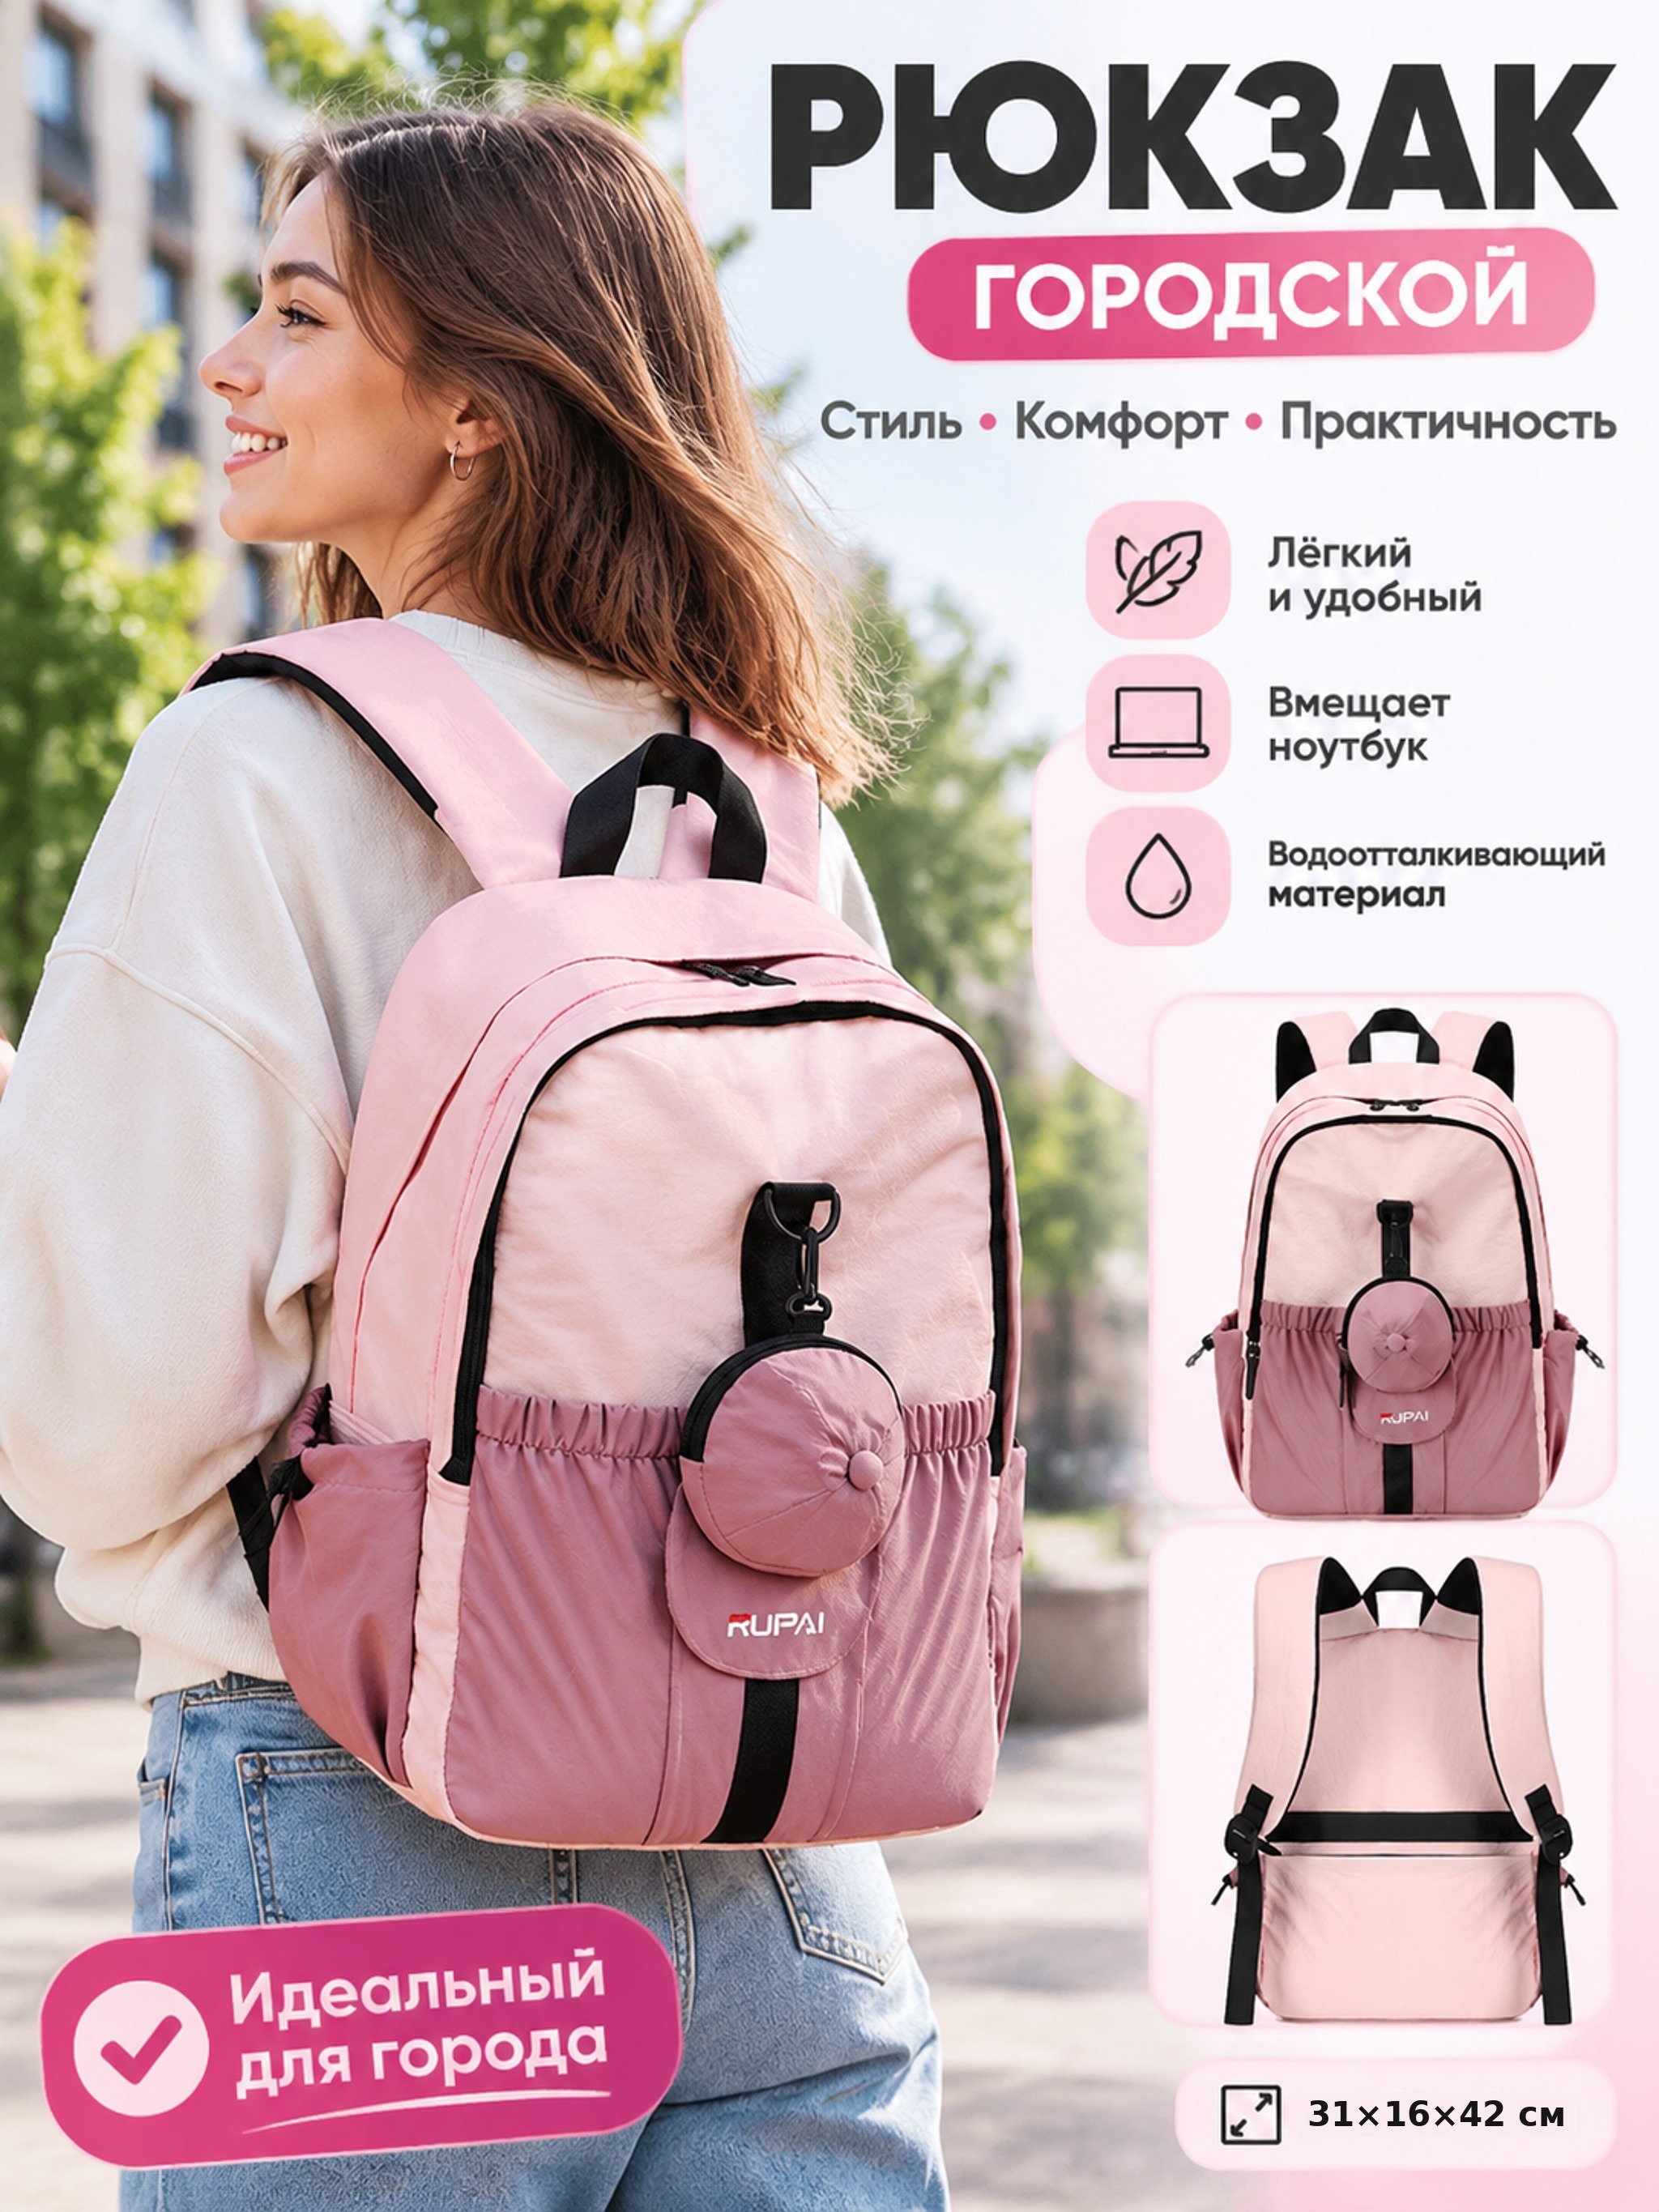 РЮКЗАК
ГОРОДСКОЙ
Стиль • Комфорт • Практичность
Лёгкий
и удобный
Вмещает
ноутбук
Водоотталкивающий
материал
RUPAI
RUPAI
Идеальный
для города
31×16×42 см